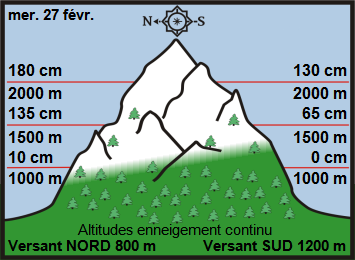 mer. 27 févr.
N S
180 cm 130 cm
2000 m 2000 m
135 cm 65 cm
1500 m 1500 m
10 cm 0 cm
1000 m 1000 m
Altitudes enneigement continu
Versant NORD 800 m Versant SUD 1200 m